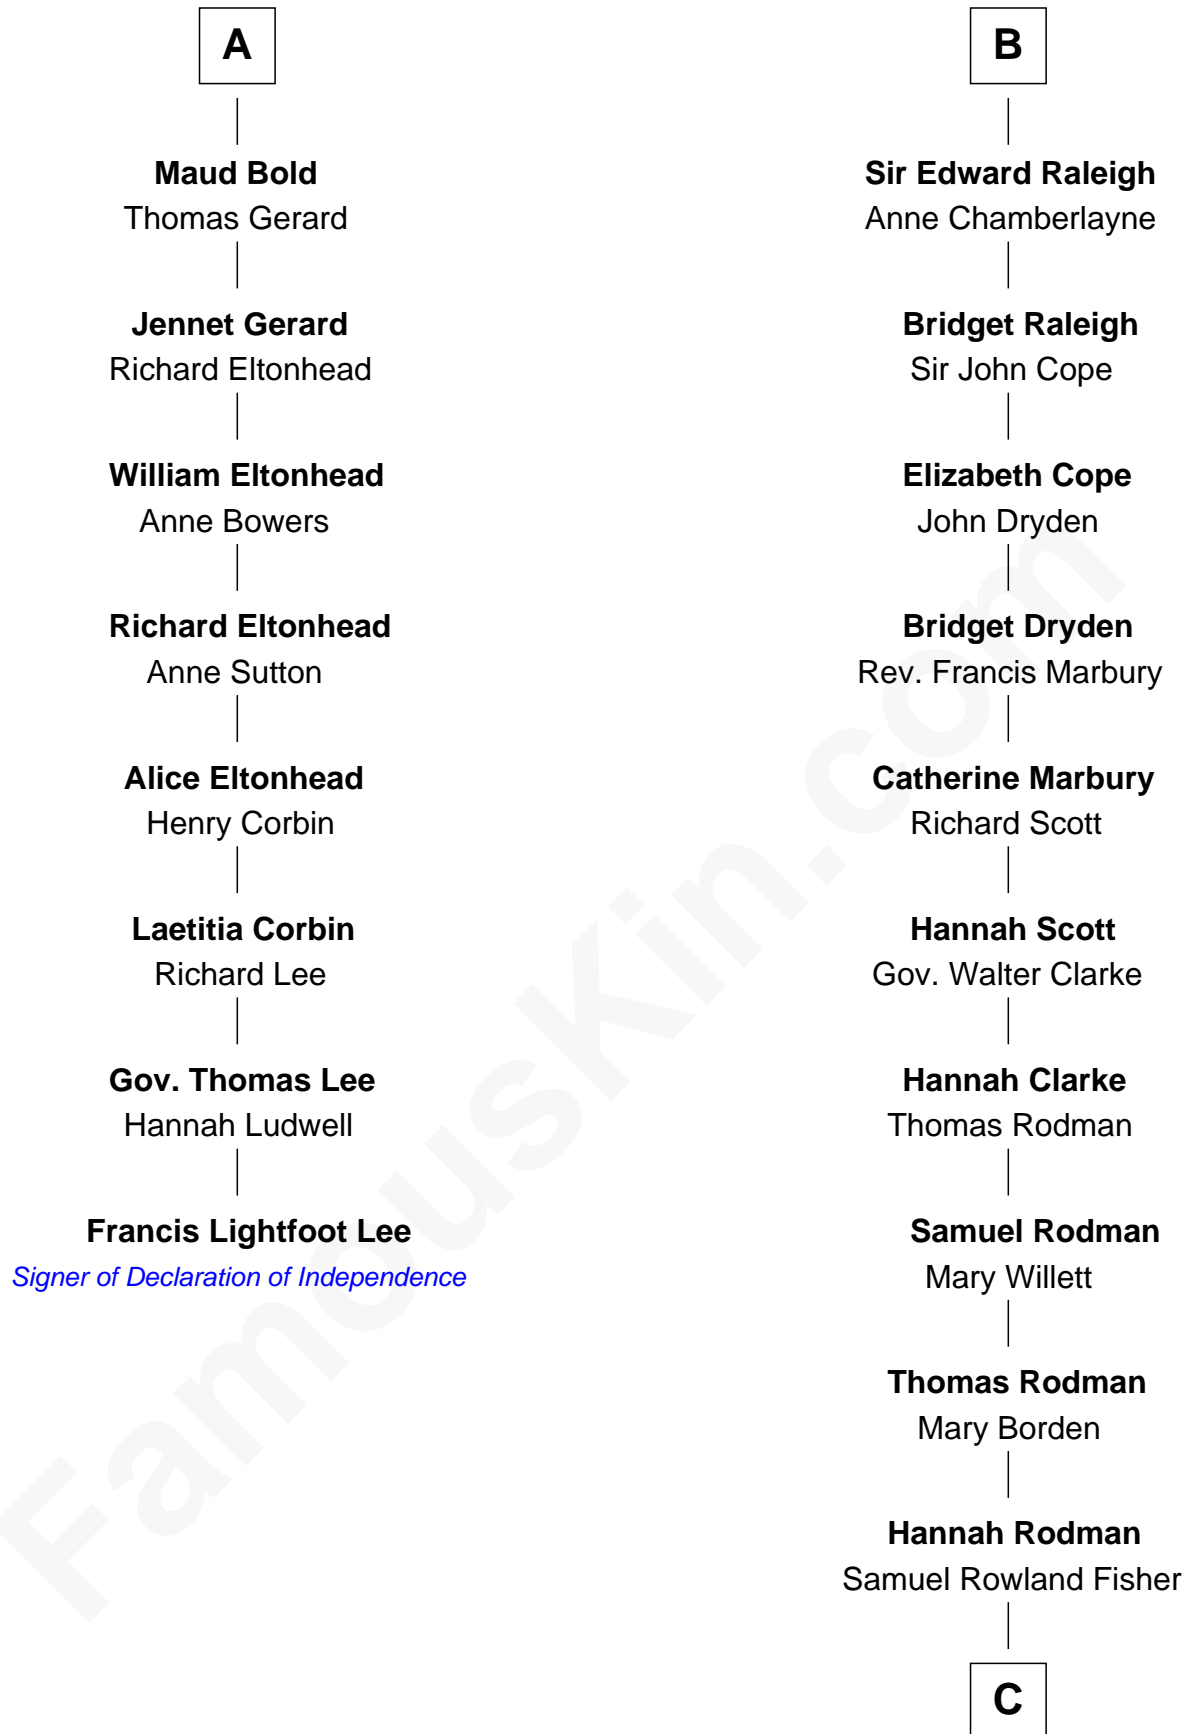 A
Maud Bold
Thomas Gerard
Jennet Gerard
Richard Eltonhead
William Eltonhead
Anne Bowers
Richard Eltonhead
Anne Sutton
Alice Eltonhead
Henry Corbin
Laetitia Corbin
Richard Lee
Gov. Thomas Lee
Hannah Ludwell
Francis Lightfoot Lee
Signer of Declaration of Independence
B
Sir Edward Raleigh
Anne Chamberlayne
Bridget Raleigh
Sir John Cope
Elizabeth Cope
John Dryden
Bridget Dryden
Rev. Francis Marbury
Catherine Marbury
Richard Scott
Hannah Scott
Gov. Walter Clarke
Hannah Clarke
Thomas Rodman
Samuel Rodman
Mary Willett
Thomas Rodman
Mary Borden
Hannah Rodman
Samuel Rowland Fisher
C
FamousKin.com